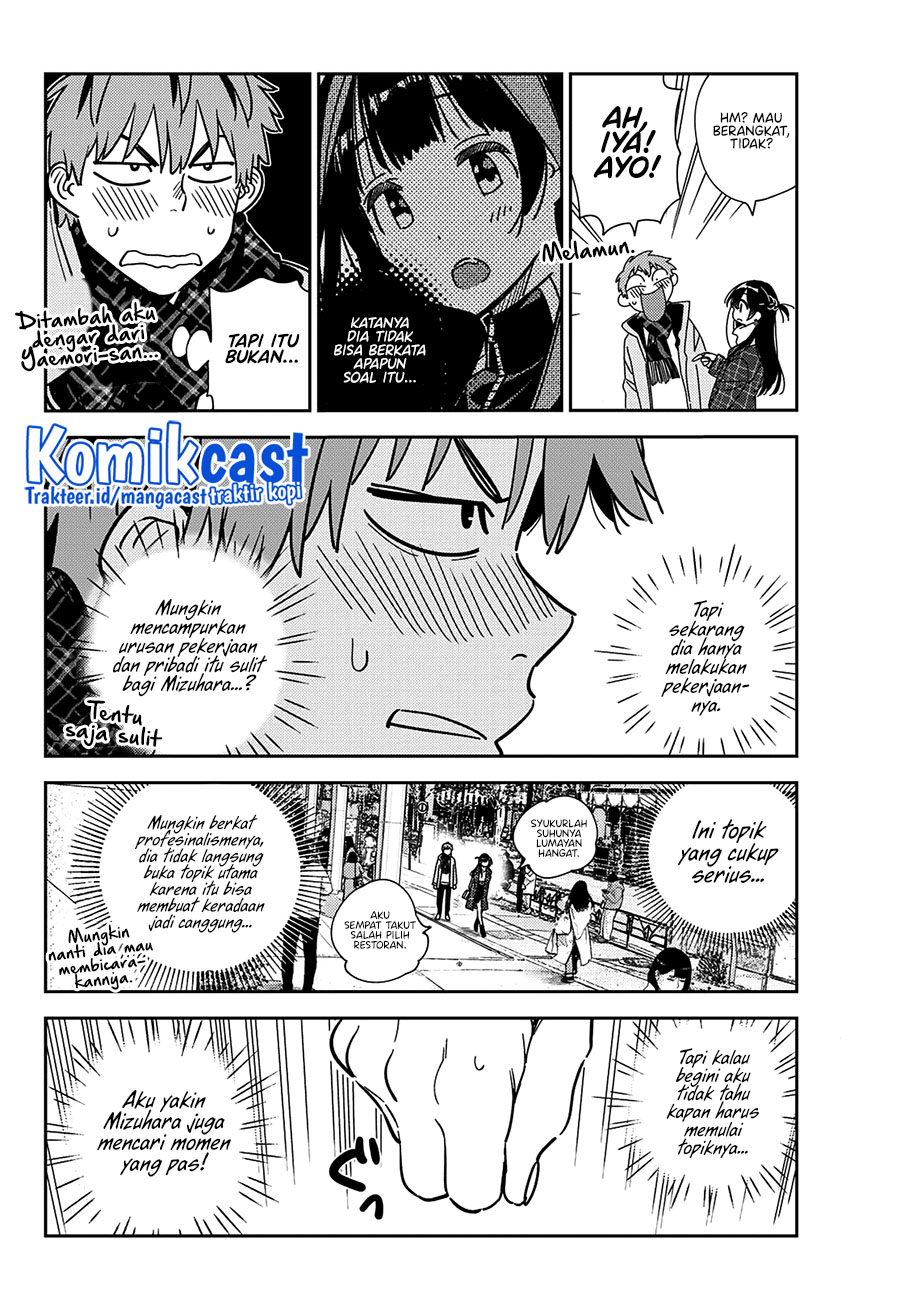 HM? MAU
BERANGKAT,
TIDAK?
AH,
IYA!
AYO!
Melamun.
KATANYA
DIA TIDAK
BISA BERKATA
APAPUN
SOAL ITU...
TAPI ITU
BUKAN...
Ditambah aku
dengar dari
yaemori-san...
Komikcast
Trakteer.id/mangacast traktir kopi
Tapi
sekarang
dia hanya
melakukan
pekerjaan-
nya.
Mungkin
mencampurkan
urusan pekerjaan
dan pribadi itu sulit
bagi Mizuhara...?
Tentu
saja sulit
Ini topik
yang cukup
serius...
SYUKURLAH
SUHUNYA
LUMAYAN
HANGAT.
AKU
SEMPAT TAKUT
SALAH PILIH
RESTORAN.
Mungkin berkat
profesinalismenya,
dia tidak langsung
buka topik utama
karena itu bisa
membuat keradaan
jadi canggung...
Mungkin
nanti dia mau
membicara-
kannya.
Tapi kalau
begini aku
tidak tahu
kapan harus
memulai
topiknya...
ぐっ
Aku yakin
Mizuhara juga
mencari momen
yang pas!